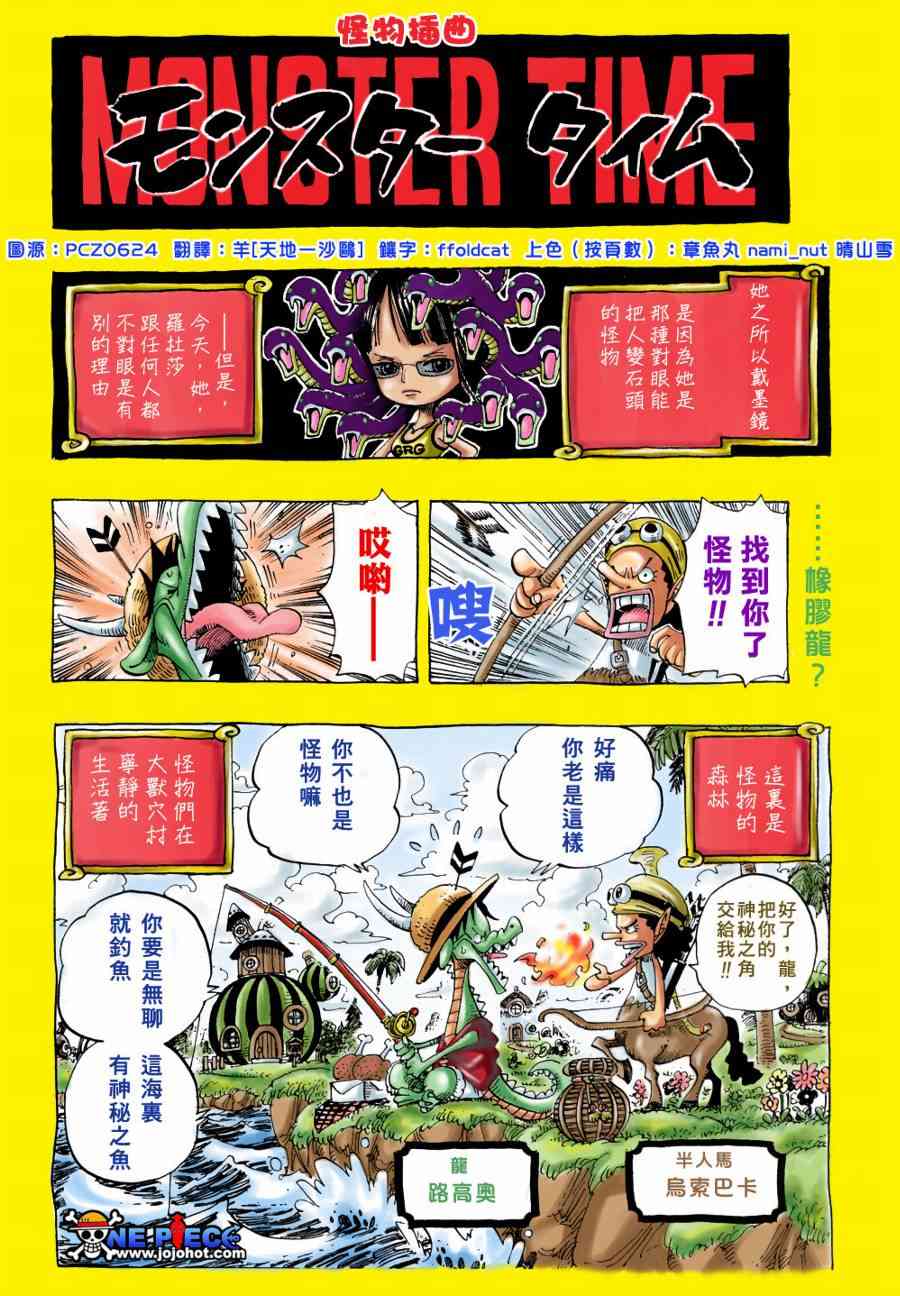 怪物插曲
MONSTER TIME
モンスター タイム
圖源：PCZ0624 翻譯：羊[天地一沙鷗] 鑲字：ffoldcat 上色（按頁數）：章魚丸 nami_nut 晴山雪
她之所以戴墨鏡
是因為她是
那種對眼能
把人變石頭
的怪物
GRG
——但是，
今天，她，
羅杜莎
跟任何人都
不對眼是有
別的理由
……橡膠龍？
找到你了
怪物!!
嗖
哎喲——
這裏是
怪物的
森林
好痛
你老是這樣
你不也是
怪物嘛
怪物們在
大獸穴村
寧靜的
生活著
好了，龍，
把你的
神秘之角
交給我!!
你要是無聊
就釣魚
這海裏
有神秘之魚
半人馬
烏索巴卡
龍
路高奧
ONE PIECE
www.jojohot.com